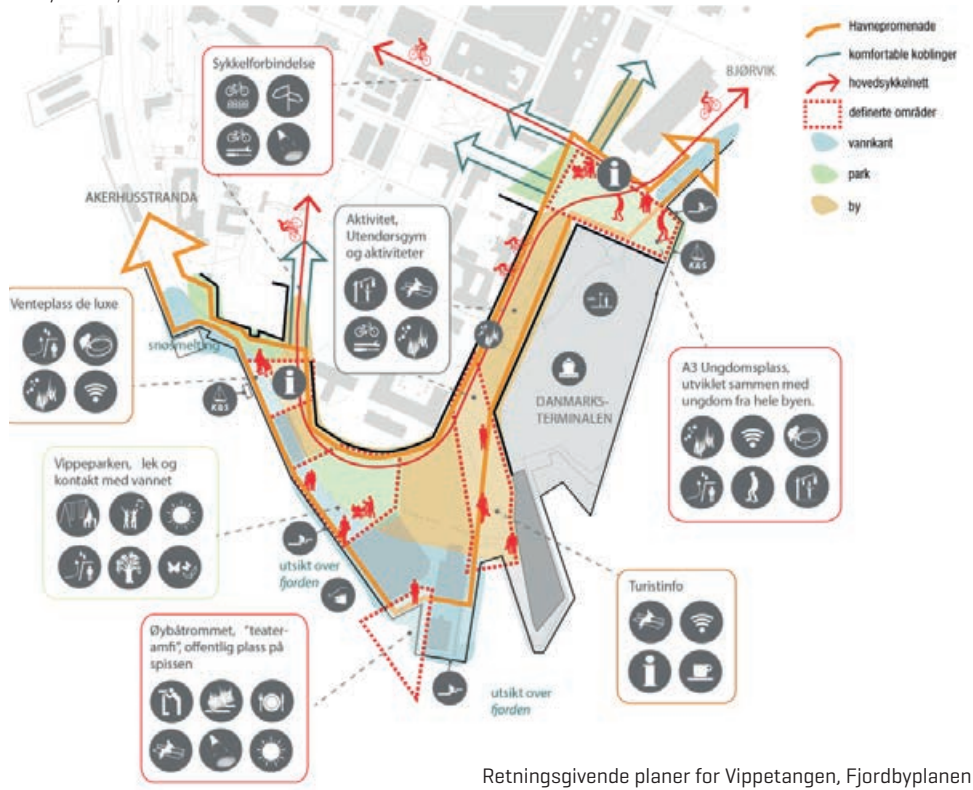 Havnepromenade
komfortable koblinger
hovedsykkelnett
definerte områder
vannkant
park
by
BJØRVIK
Sykkelforbindelse
AKERHUSSTRANDA
Aktivitet,
Utendørsgym
og aktiviteter
Venteplass de luxe
snøsmelting
K&S
K&S
DANMARKS-
TERMINALEN
A3 Ungdomsplass,
utviklet sammen med
ungdom fra hele byen.
Vippeparken, lek og
kontakt med vannet
utsikt over
fjorden
Turistinfo
Øybåtrommet, "teater-
amfi", offentlig plass på
spissen
utsikt over
fjorden
Retningsgivende planer for Vippetangen, Fjordbyplanen